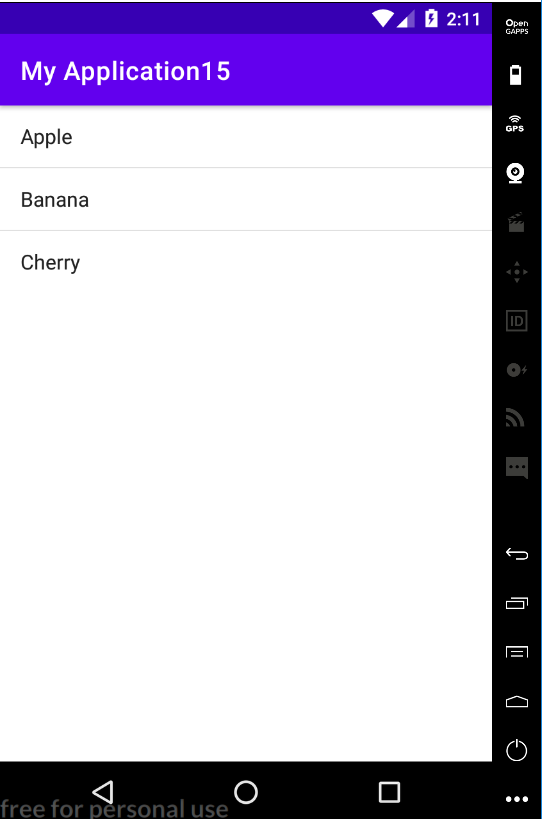 2:11
Open
GAPPS
My Application15
Apple
GPS
Banana
Cherry
ID
free for personal use